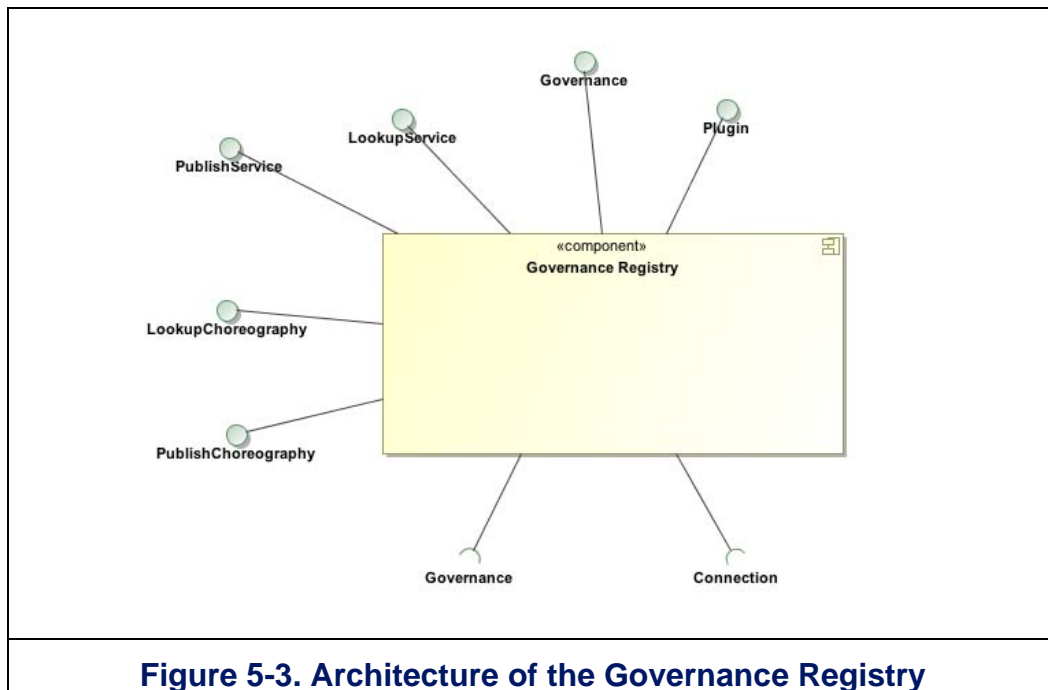 Governance
Plugin
LookupService
PublishService
«component»
Governance Registry
LookupChoreography
PublishChoreography
Governance
Connection
Figure 5-3. Architecture of the Governance Registry